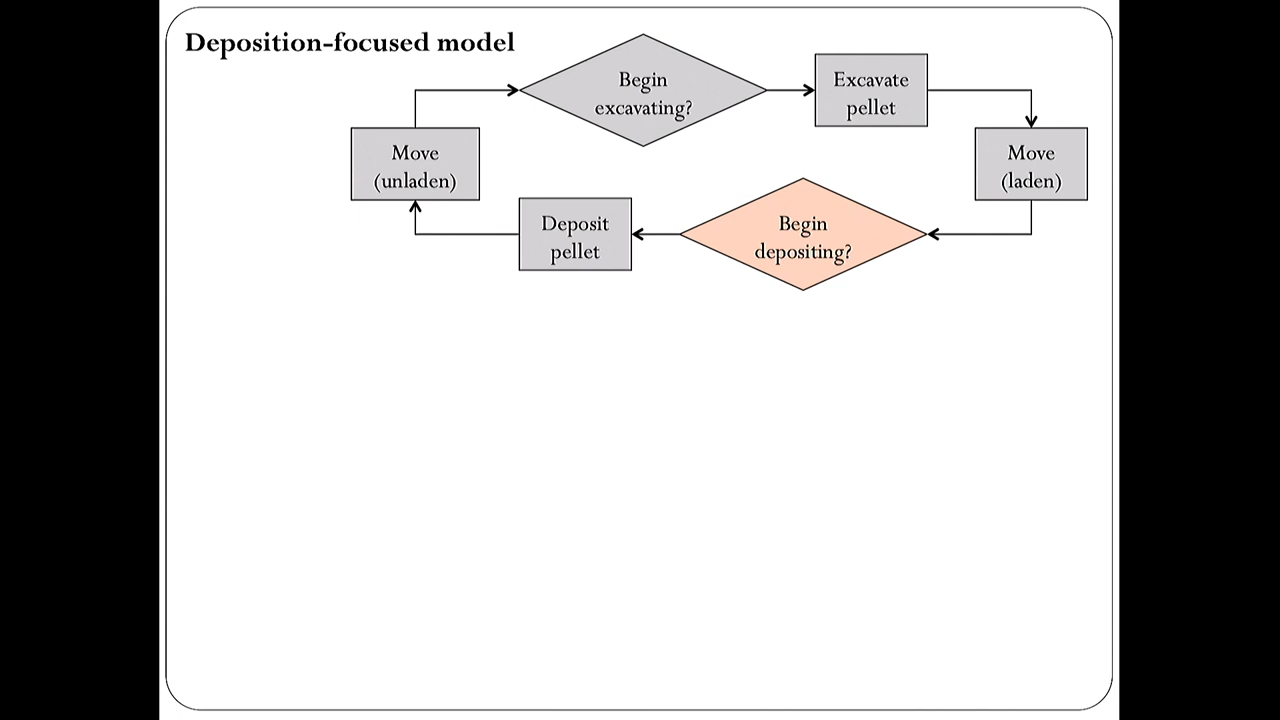 Deposition-focused model
Begin
excavating?
Excavate
pellet
Move
(unladen)
Move
(laden)
Deposit
pellet
Begin
depositing?